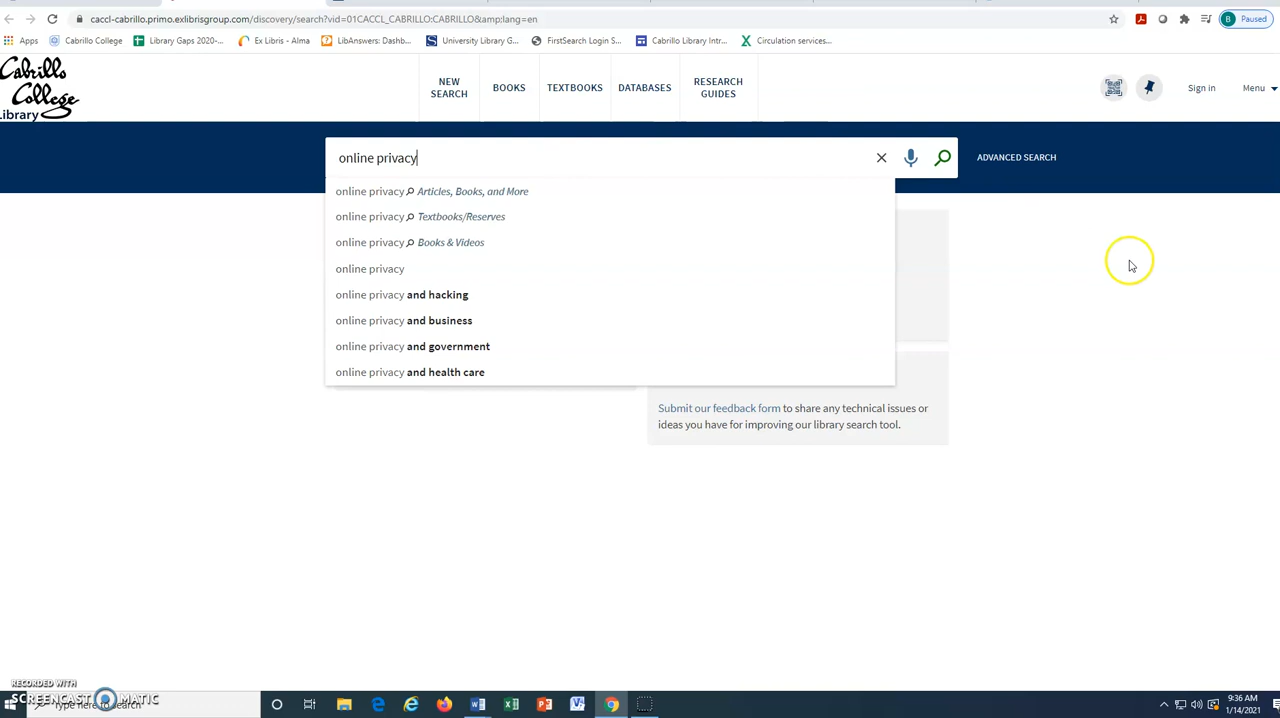 caccl-cabrillo.primo.exlibrisgroup.com/discovery/search?vid=01CACCL_CABRILLO:CABRILLO&amp;lang=en
B Paused
Apps Cabrillo College Library Gaps 2020-... Ex Libris - Alma LibAnswers: Dashb... University Library G... FirstSearch Login S... Cabrillo Library Intr... Circulation services...
Cabrillo College Library
NEW SEARCH
BOOKS
TEXTBOOKS
DATABASES
RESEARCH GUIDES
Sign in
Menu
online privacy
ADVANCED SEARCH
online privacy Articles, Books, and More
online privacy Textbooks/Reserves
online privacy Books & Videos
online privacy
online privacy and hacking
online privacy and business
online privacy and government
online privacy and health care
Submit our feedback form to share any technical issues or
ideas you have for improving our library search tool.
RECORDED WITH
SCREENCAST MATIC
Type here to search
9:36 AM
1/14/2021